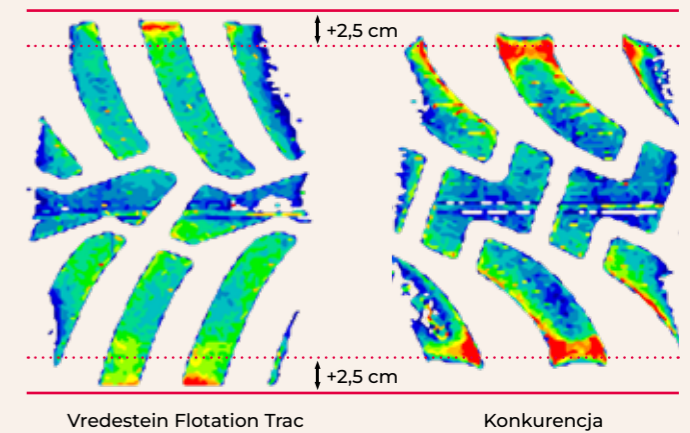 +2,5 cm
+2,5 cm
Vredestein Flotation Trac
Konkurencja